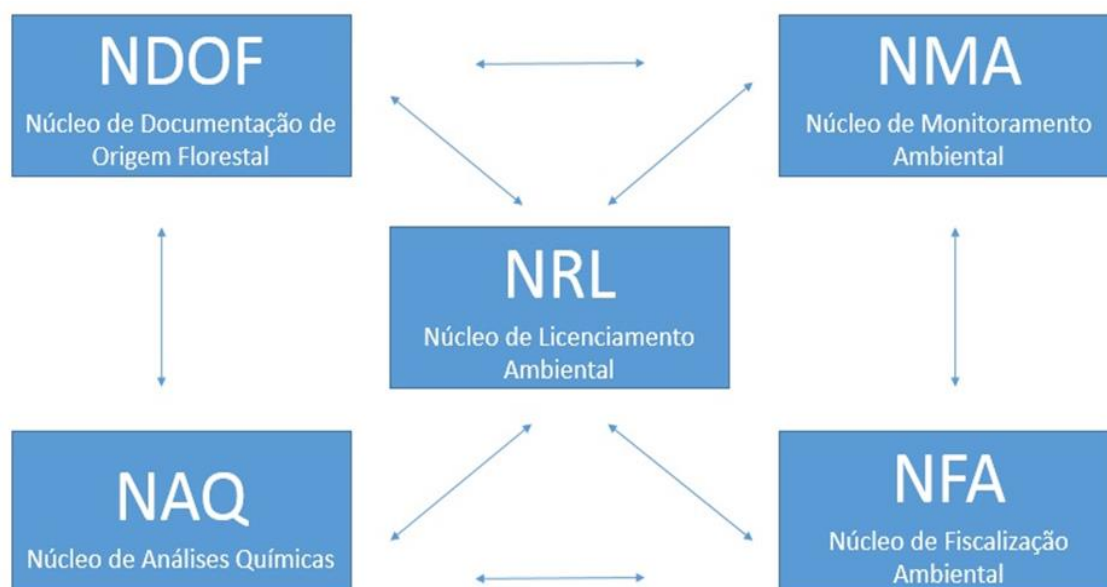 NDOF
Núcleo de Documentação de
Origem Florestal
NMA
Núcleo de Monitoramento
Ambiental
NRL
Núcleo de Licenciamento
Ambiental
NAQ
Núcleo de Análises Químicas
NFA
Núcleo de Fiscalização
Ambiental